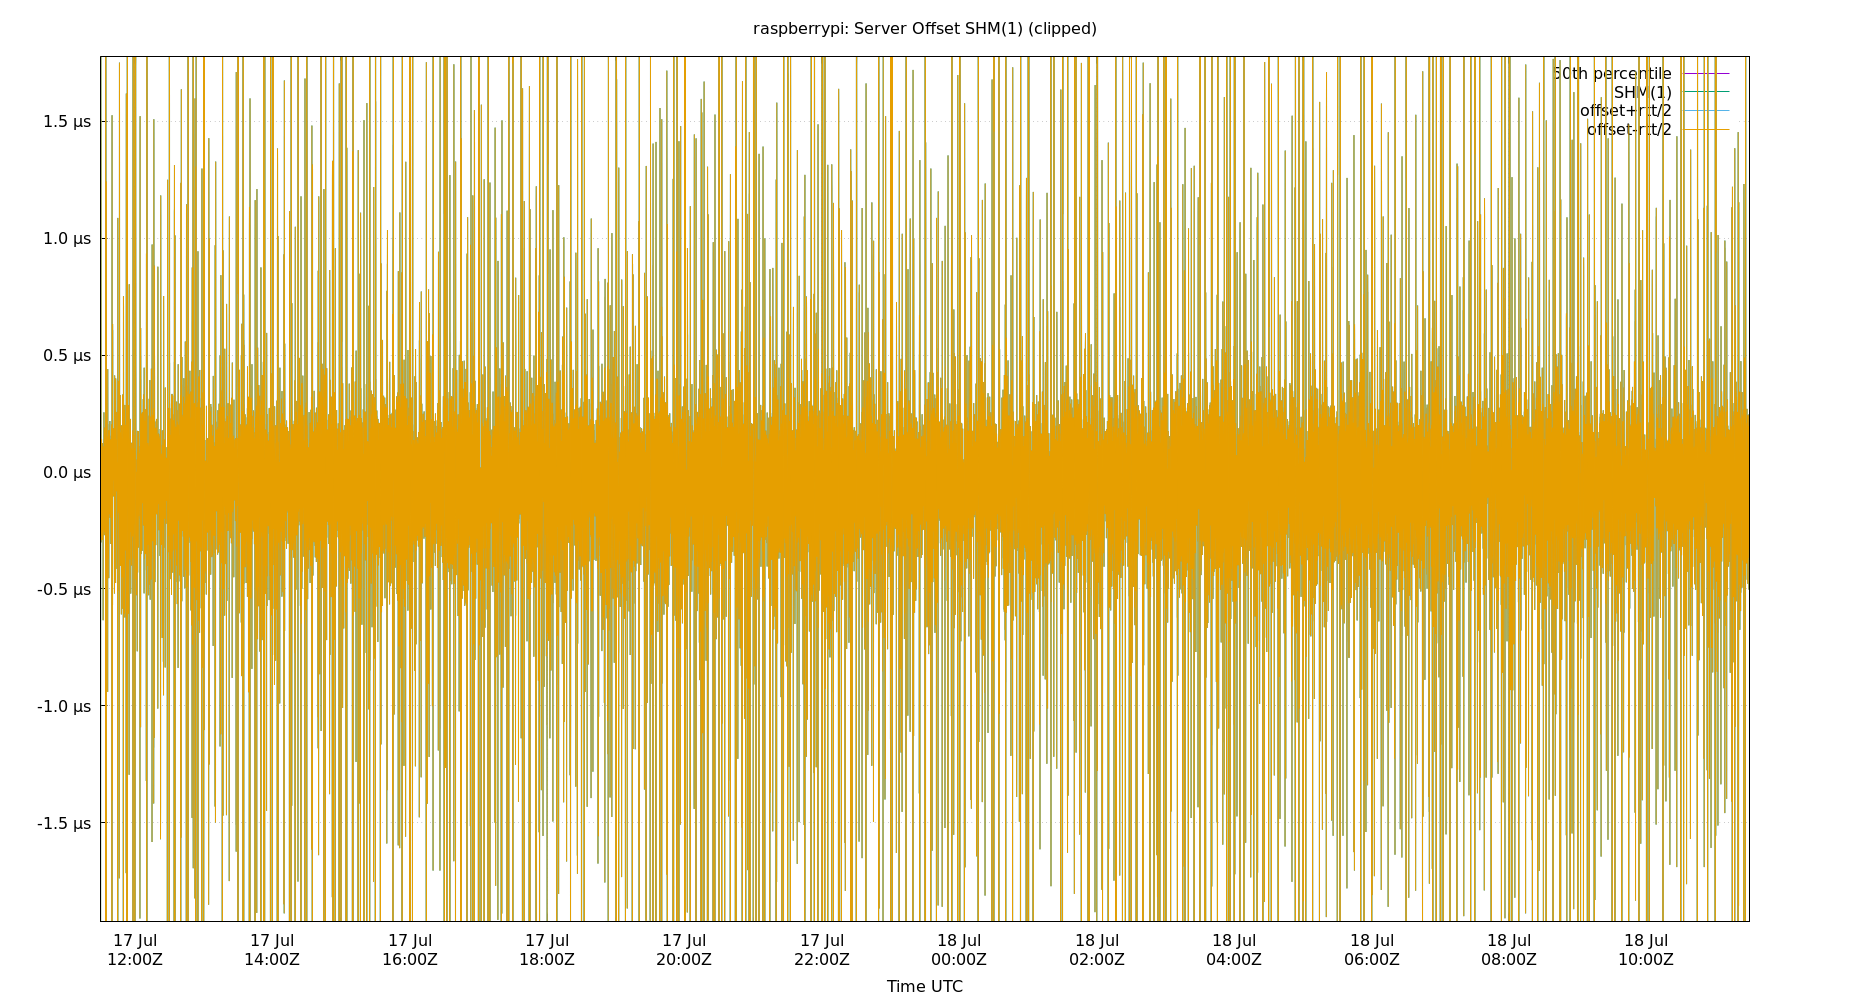 raspberrypi: Server Offset SHM(1) (clipped)
50th percentile
SHM(1)
offset+rtt/2
offset-rtt/2
1.5 µs
1.0 µs
0.5 µs
0.0 µs
-0.5 µs
-1.0 µs
-1.5 µs
17 Jul 17 Jul 17 Jul 17 Jul 17 Jul 17 Jul 18 Jul 18 Jul 18 Jul 18 Jul 18 Jul 18 Jul
12:00Z 14:00Z 16:00Z 18:00Z 20:00Z 22:00Z 00:00Z 02:00Z 04:00Z 06:00Z 08:00Z 10:00Z
Time UTC